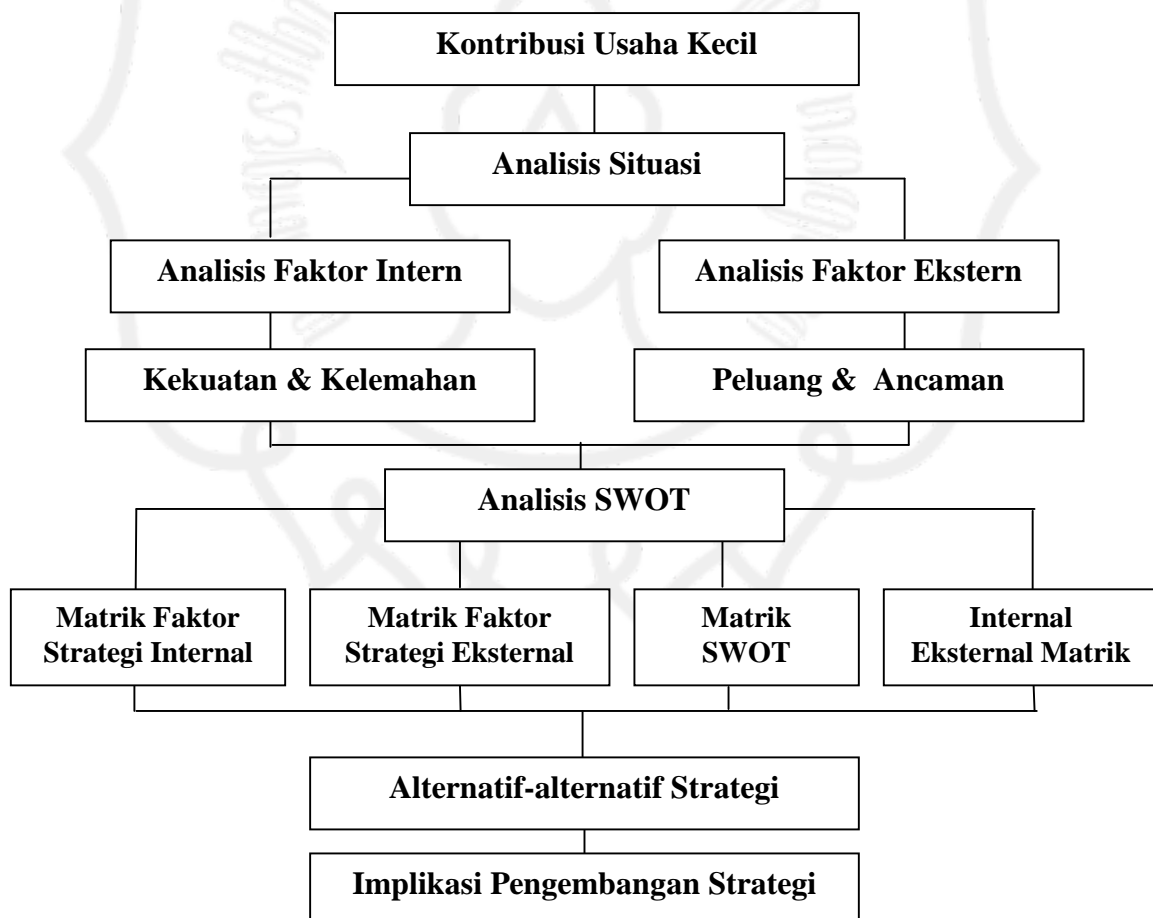 Kontribusi Usaha Kecil
Analisis Situasi
Analisis Faktor Intern
Analisis Faktor Ekstern
Kekuatan & Kelemahan
Peluang & Ancaman
Analisis SWOT
Matrik Faktor
Strategi Internal
Matrik Faktor
Strategi Eksternal
Matrik
SWOT
Internal
Eksternal Matrik
Alternatif-alternatif Strategi
Implikasi Pengembangan Strategi